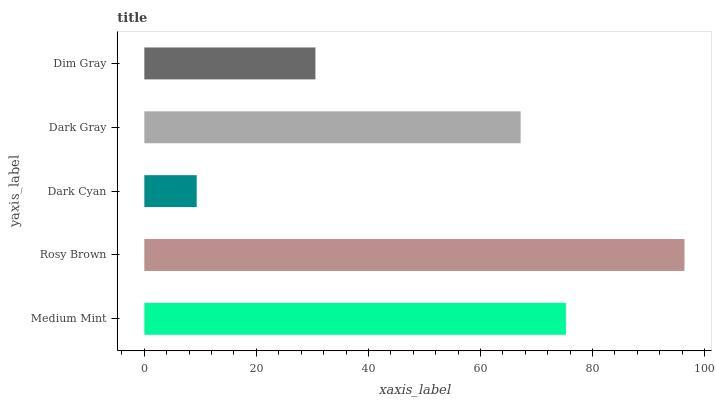 title
Dim Gray
Dark Gray
Dark Cyan
Rosy Brown
Medium Mint
yaxis_label
0 20 40 60 80 100
xaxis_label